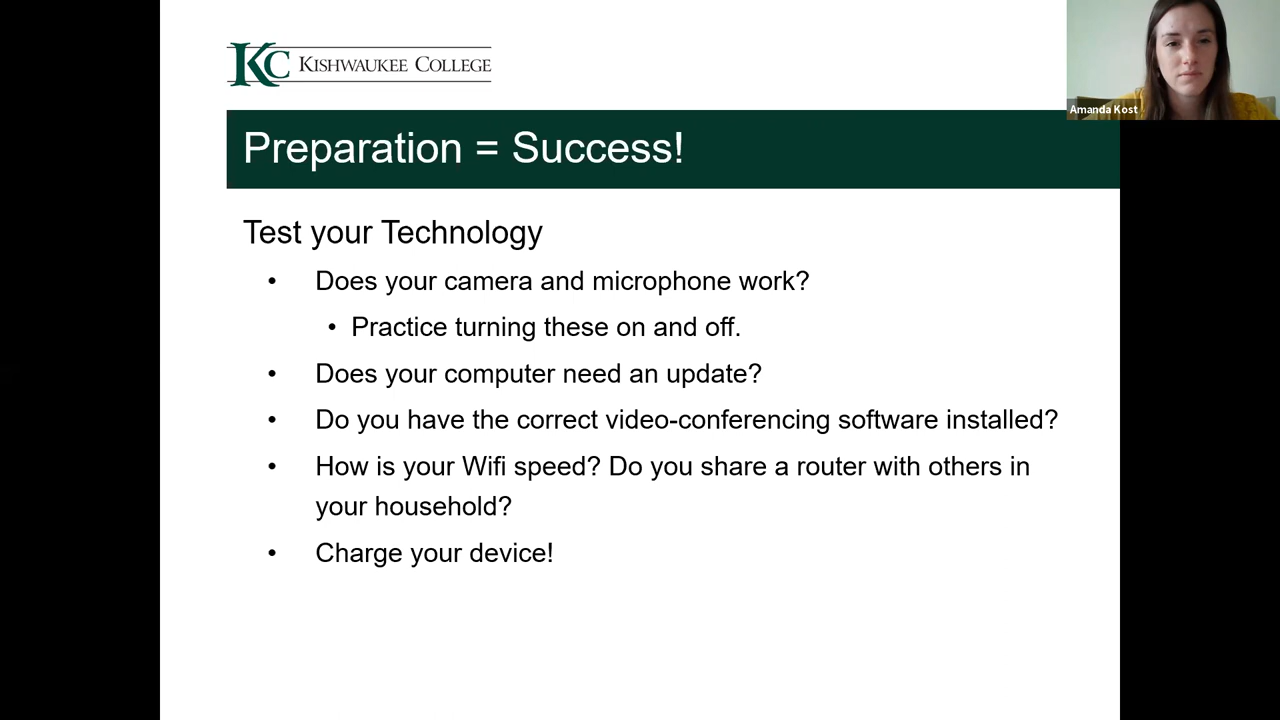 KC KISHWAUKEE COLLEGE
Amanda Kost
Preparation = Success!
Test your Technology
• Does your camera and microphone work?
• Practice turning these on and off.
• Does your computer need an update?
• Do you have the correct video-conferencing software installed?
• How is your Wifi speed? Do you share a router with others in
your household?
• Charge your device!